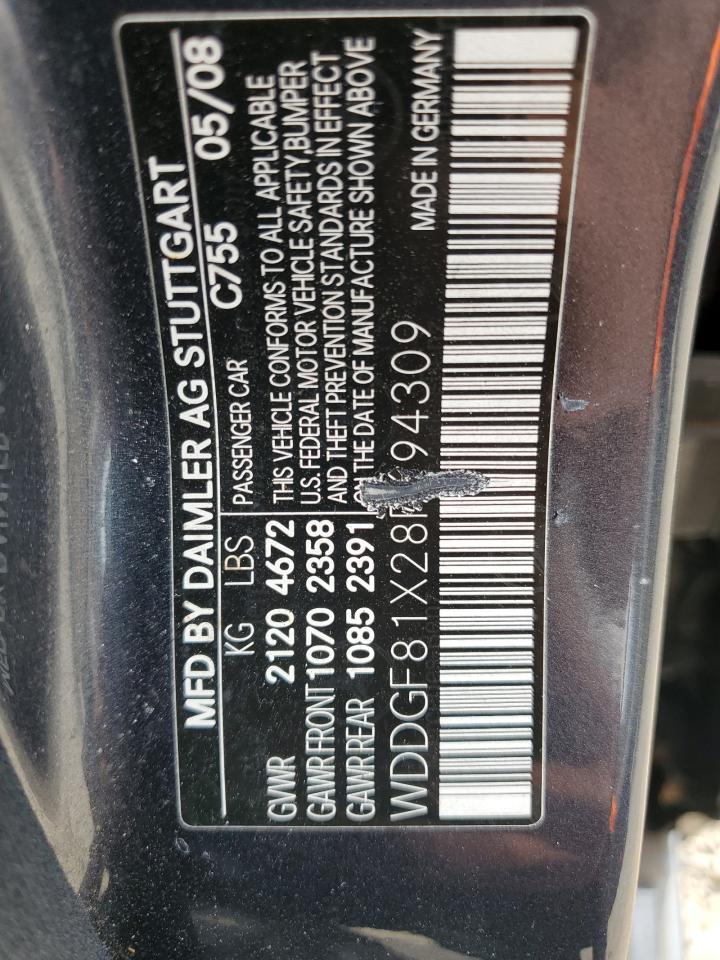 MFD BY DAIMLER AG STUTTGART
C755 05/08
KG LBS PASSENGER CAR
GVWR 2120 4672
GAWR FRONT 1070 2358
GAWR REAR 1085 2391
THIS VEHICLE CONFORMS TO ALL APPLICABLE
U.S. FEDERAL MOTOR VEHICLE SAFETY BUMPER
AND THEFT PREVENTION STANDARDS IN EFFECT
ON THE DATE OF MANUFACTURE SHOWN ABOVE
WDDGF81X28 94309
MADE IN GERMANY